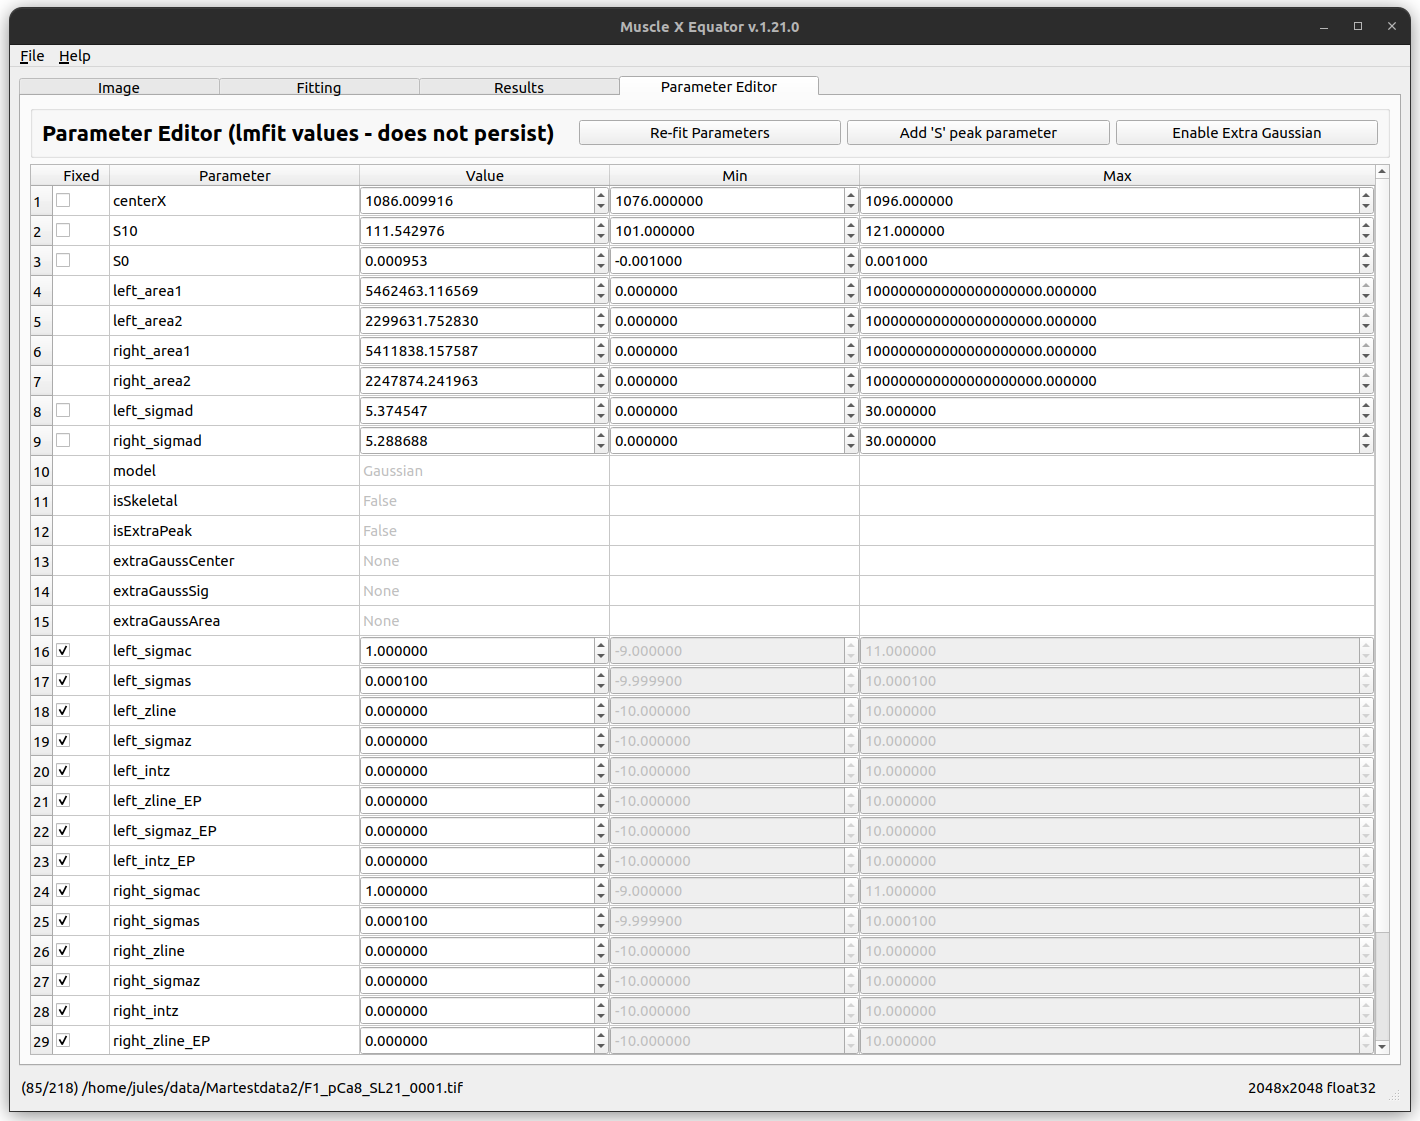 Muscle X Equator v.1.21.0
File Help
Image Fitting Results Parameter Editor
Parameter Editor (lmfit values - does not persist) Re-fit Parameters Add 'S' peak parameter Enable Extra Gaussian
Fixed Parameter Value Min Max
1 centerX 1086.009916 1076.000000 1096.000000
2 S10 111.542976 101.000000 121.000000
3 S0 0.000953 -0.001000 0.001000
4 left_area1 5462463.116569 0.000000 100000000000000000000.000000
5 left_area2 2299631.752830 0.000000 100000000000000000000.000000
6 right_area1 5411838.157587 0.000000 100000000000000000000.000000
7 right_area2 2247874.241963 0.000000 100000000000000000000.000000
8 left_sigmad 5.374547 0.000000 30.000000
9 right_sigmad 5.288688 0.000000 30.000000
10 model Gaussian
11 isSkeletal False
12 isExtraPeak False
13 extraGaussCenter None
14 extraGaussSig None
15 extraGaussArea None
16 left_sigmac 1.000000 -9.000000 11.000000
17 left_sigmas 0.000100 -9.999900 10.000100
18 left_zline 0.000000 -10.000000 10.000000
19 left_sigmaz 0.000000 -10.000000 10.000000
20 left_intz 0.000000 -10.000000 10.000000
21 left_zline_EP 0.000000 -10.000000 10.000000
22 left_sigmaz_EP 0.000000 -10.000000 10.000000
23 left_intz_EP 0.000000 -10.000000 10.000000
24 right_sigmac 1.000000 -9.000000 11.000000
25 right_sigmas 0.000100 -9.999900 10.000100
26 right_zline 0.000000 -10.000000 10.000000
27 right_sigmaz 0.000000 -10.000000 10.000000
28 right_intz 0.000000 -10.000000 10.000000
29 right_zline_EP 0.000000 -10.000000 10.000000
(85/218) /home/jules/data/Martestdata2/F1_pCa8_SL21_0001.tif 2048x2048 float32